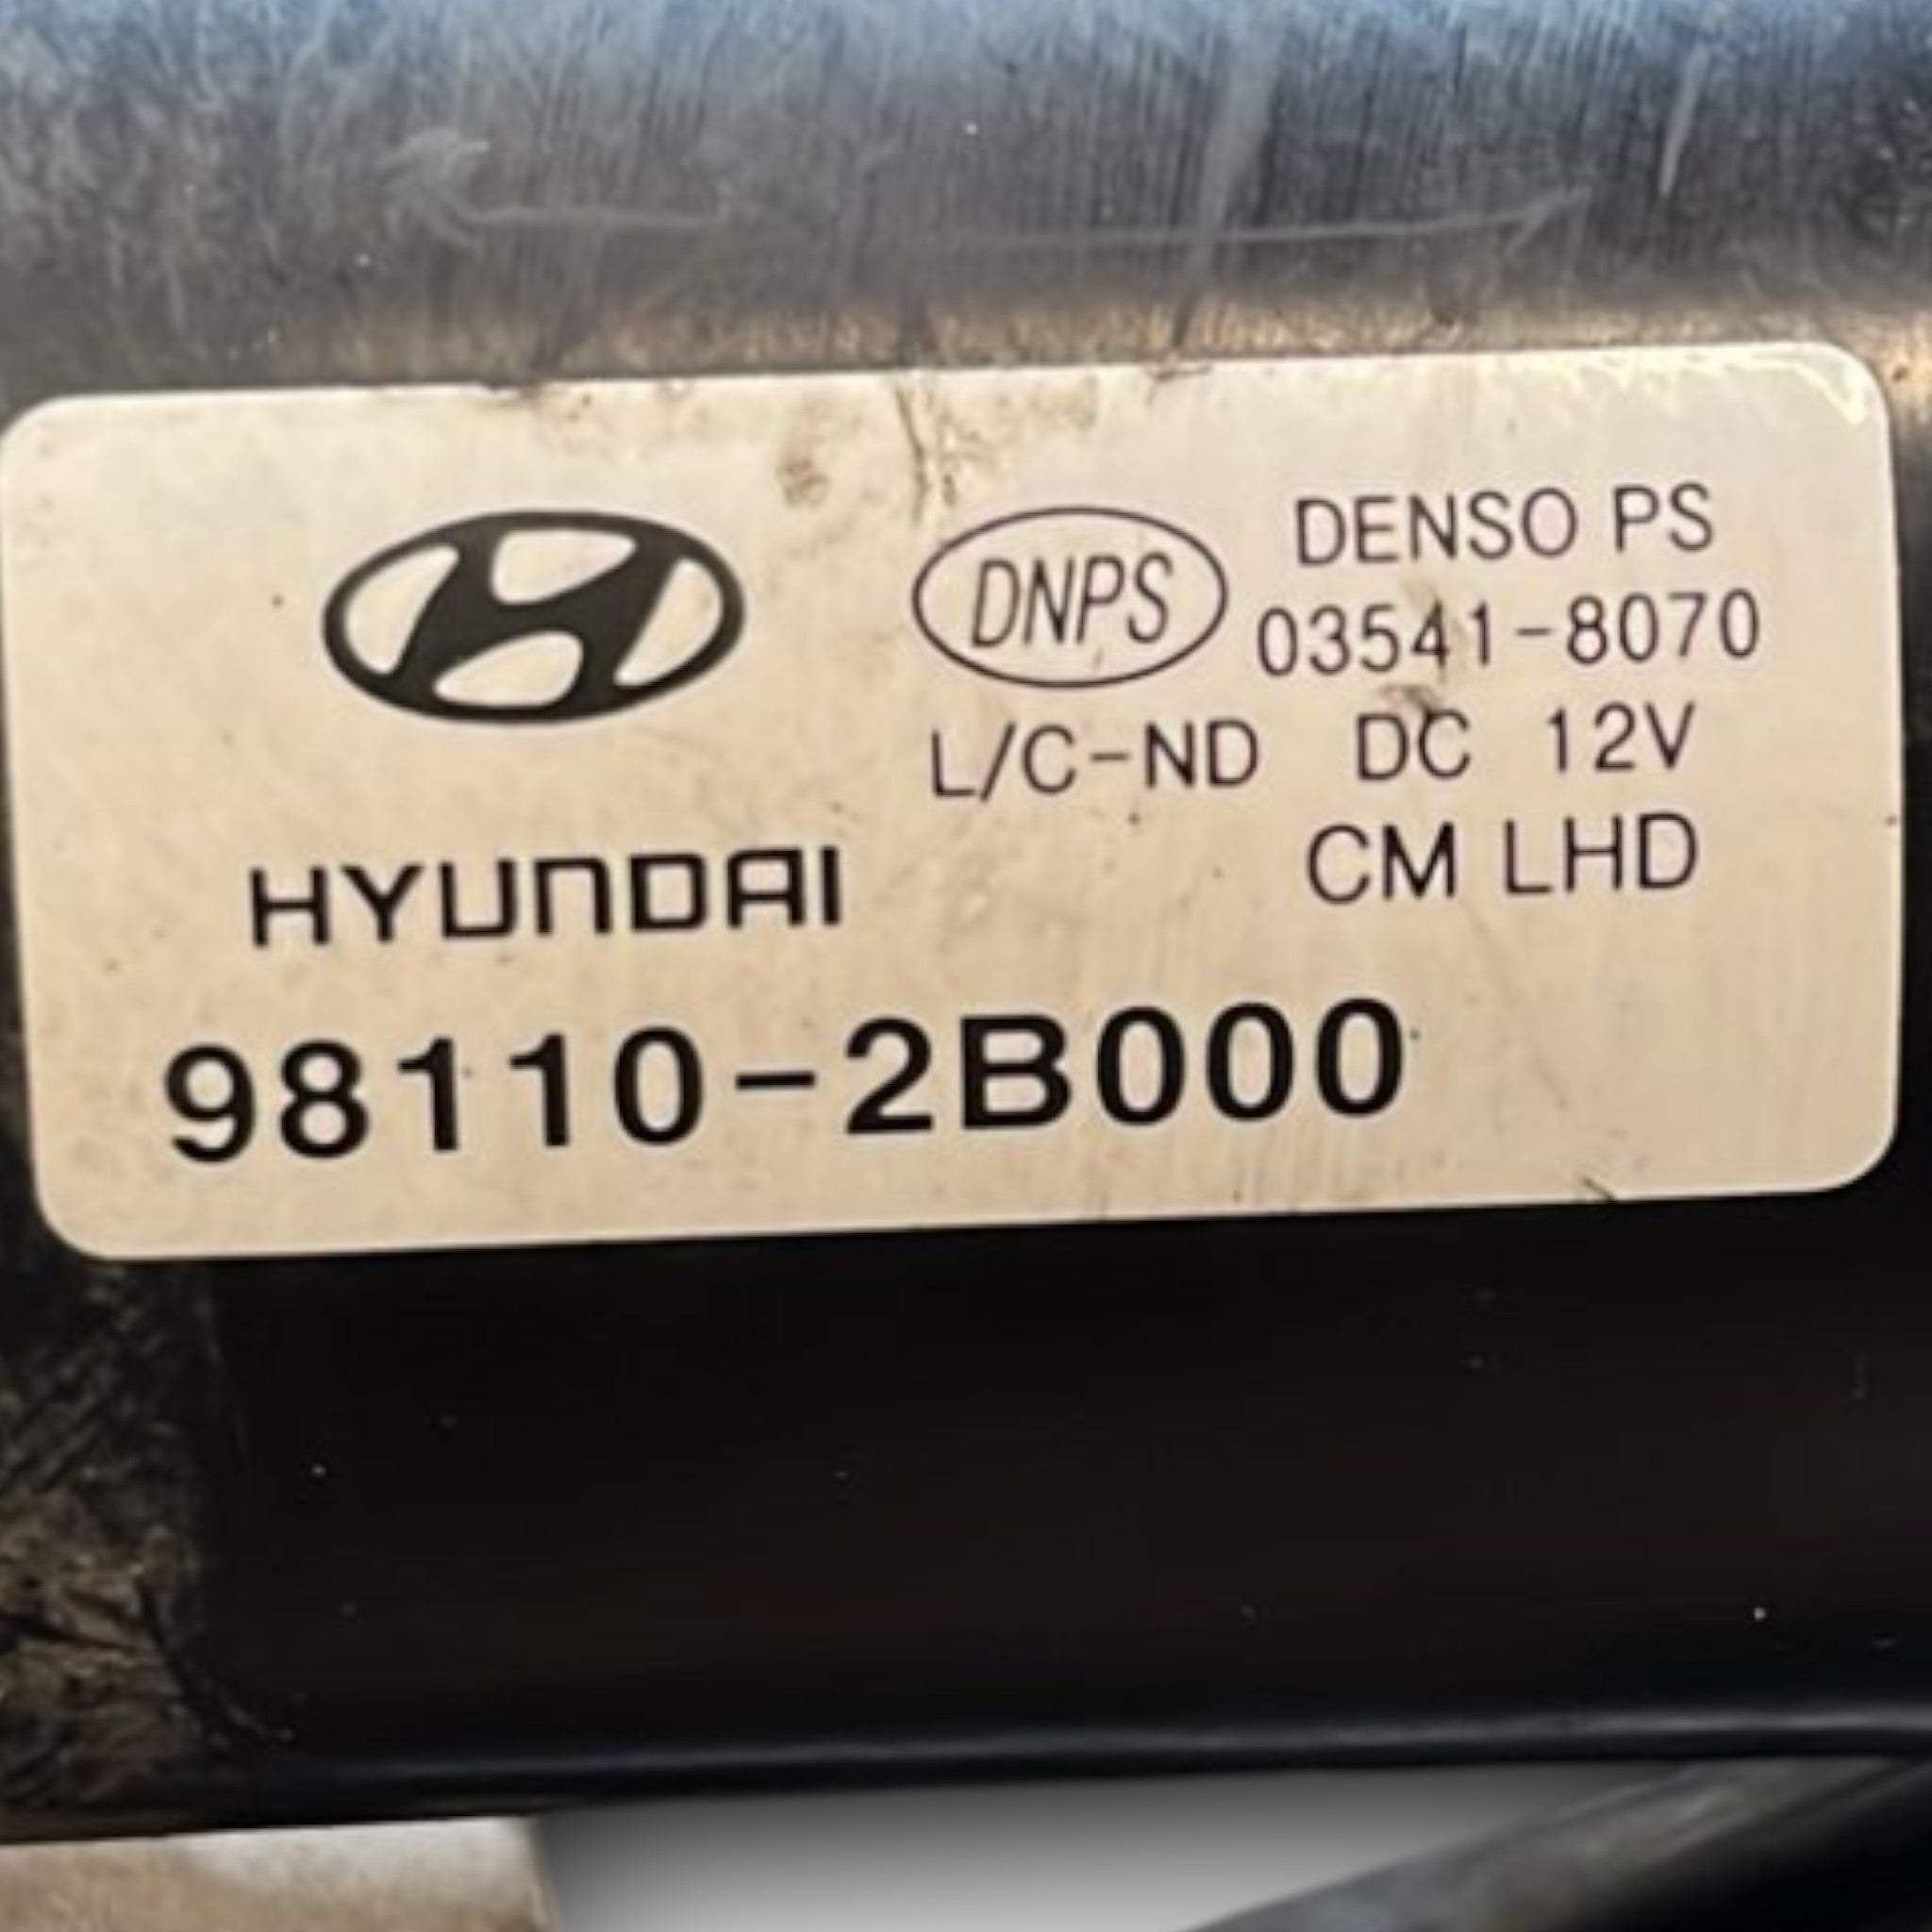 DNPS
DENSO PS
03541-8070
L/C-ND DC 12V
CM LHD
HYUNDAI
98110-2B000